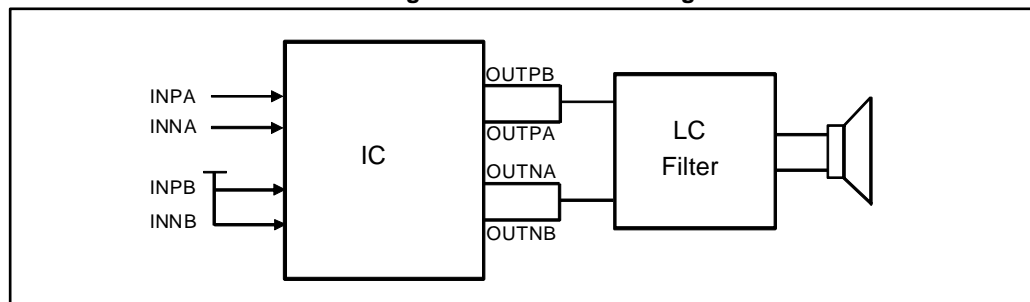 INPA
INNA
INPB
INNB
IC
OUTPB
OUTPA
OUTNA
OUTNB
LC
Filter